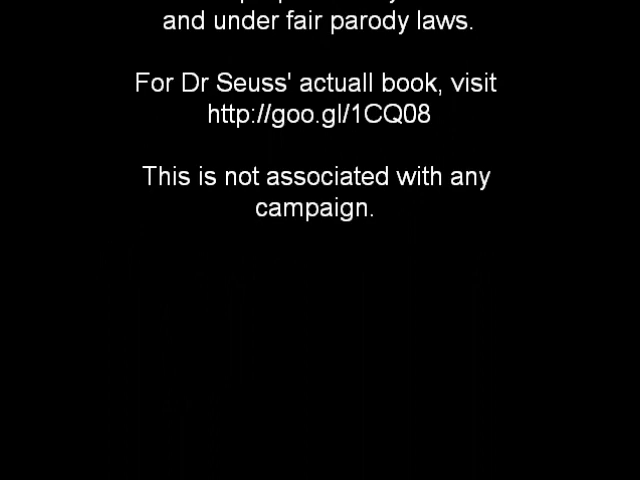 and under fair parody laws.
For Dr Seuss' actuall book, visit
http://goo.gl/1CQ08
This is not associated with any
campaign.